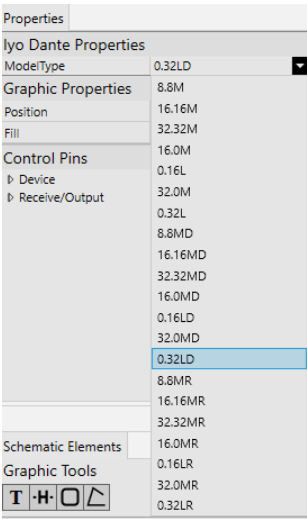 Properties
Iyo Dante Properties
ModelType 0.32LD
Graphic Properties 8.8M
Position 16.16M
Fill 32.32M
16.0M
Control Pins 0.16L
Device 32.0M
Receive/Output 0.32L
8.8MD
16.16MD
32.32MD
16.0MD
0.16LD
32.0MD
0.32LD
8.8MR
16.16MR
32.32MR
Schematic Elements 16.0MR
Graphic Tools 0.16LR
T ·H· 32.0MR
0.32LR